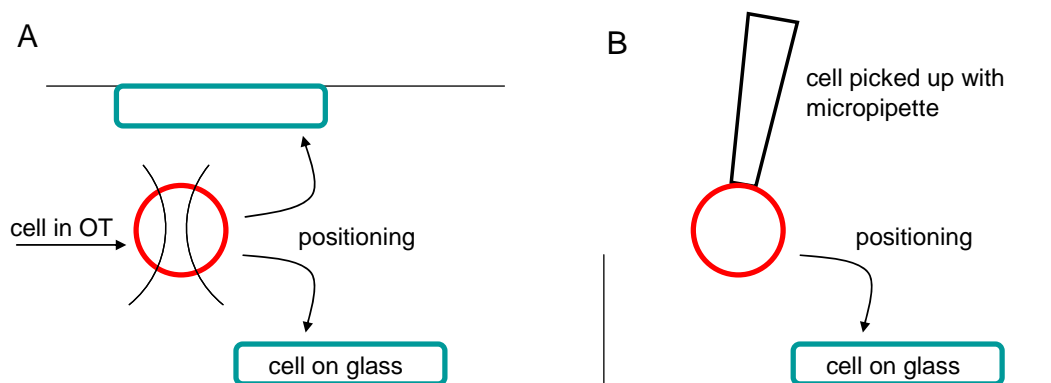 A
cell in OT
positioning
cell on glass
B
cell picked up with
micropipette
positioning
cell on glass